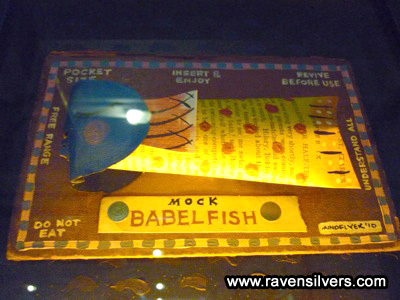 POCKET SIZE
INSERT & ENJOY
REVIVE BEFORE USE
FREE RANGE
UNDERSTAND ALL
MOCK
BABELFISH
DO NOT EAT
www.ravensilvers.com